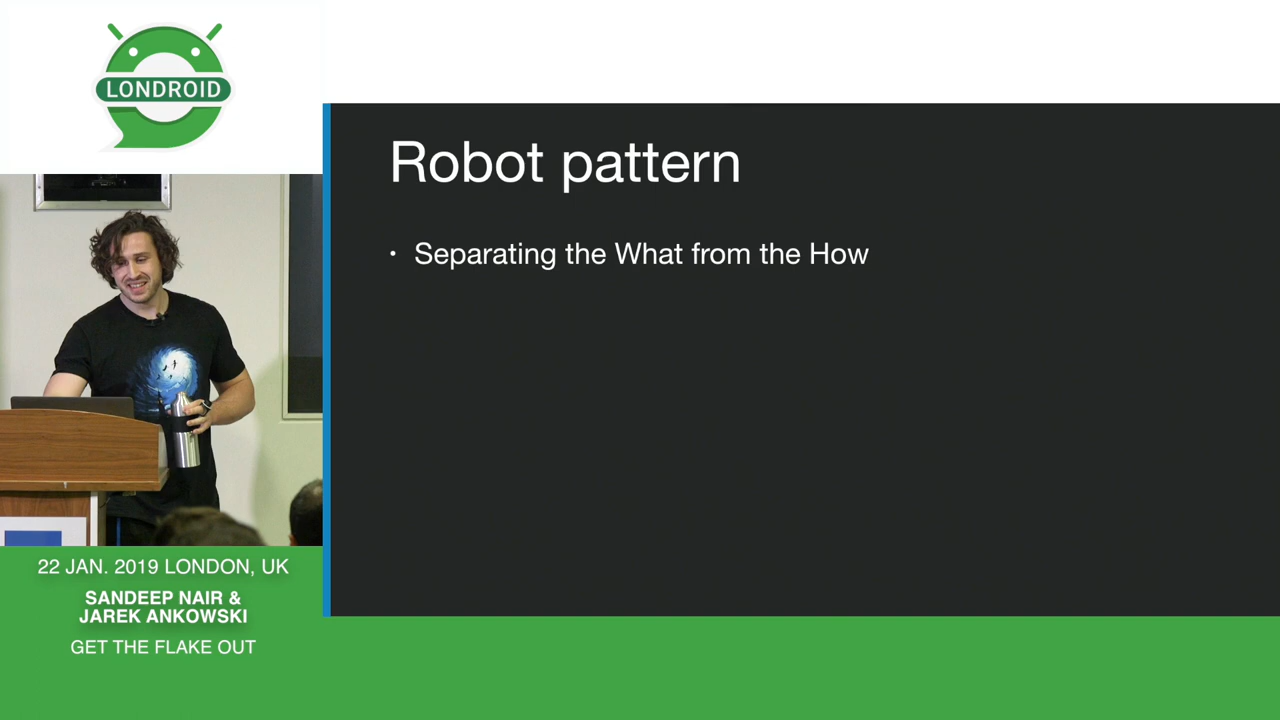 LONDROID
Robot pattern
• Separating the What from the How
22 JAN. 2019 LONDON, UK
SANDEEP NAIR &
JAREK ANKOWSKI
GET THE FLAKE OUT